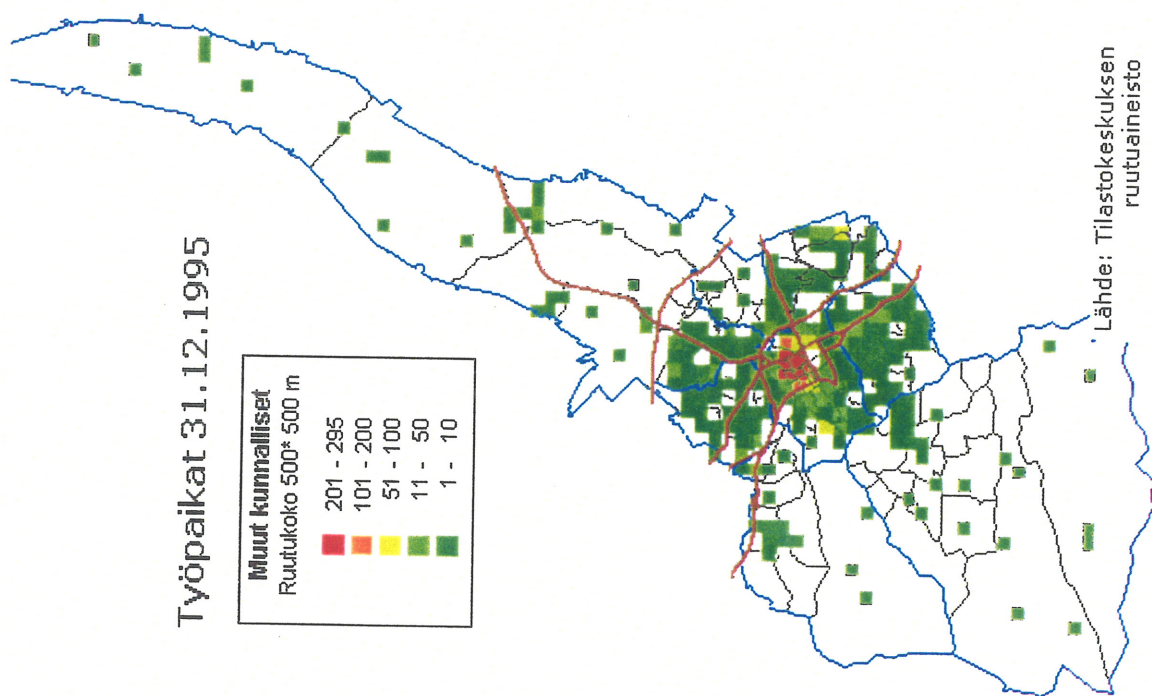 Työpaikat 31.12.1995
Muut kunnalliset
Ruutukoko 500* 500 m
201 - 295
101 - 200
51 - 100
11 - 50
1 - 10
Lähde: Tilastokeskuksen
ruutuaineisto